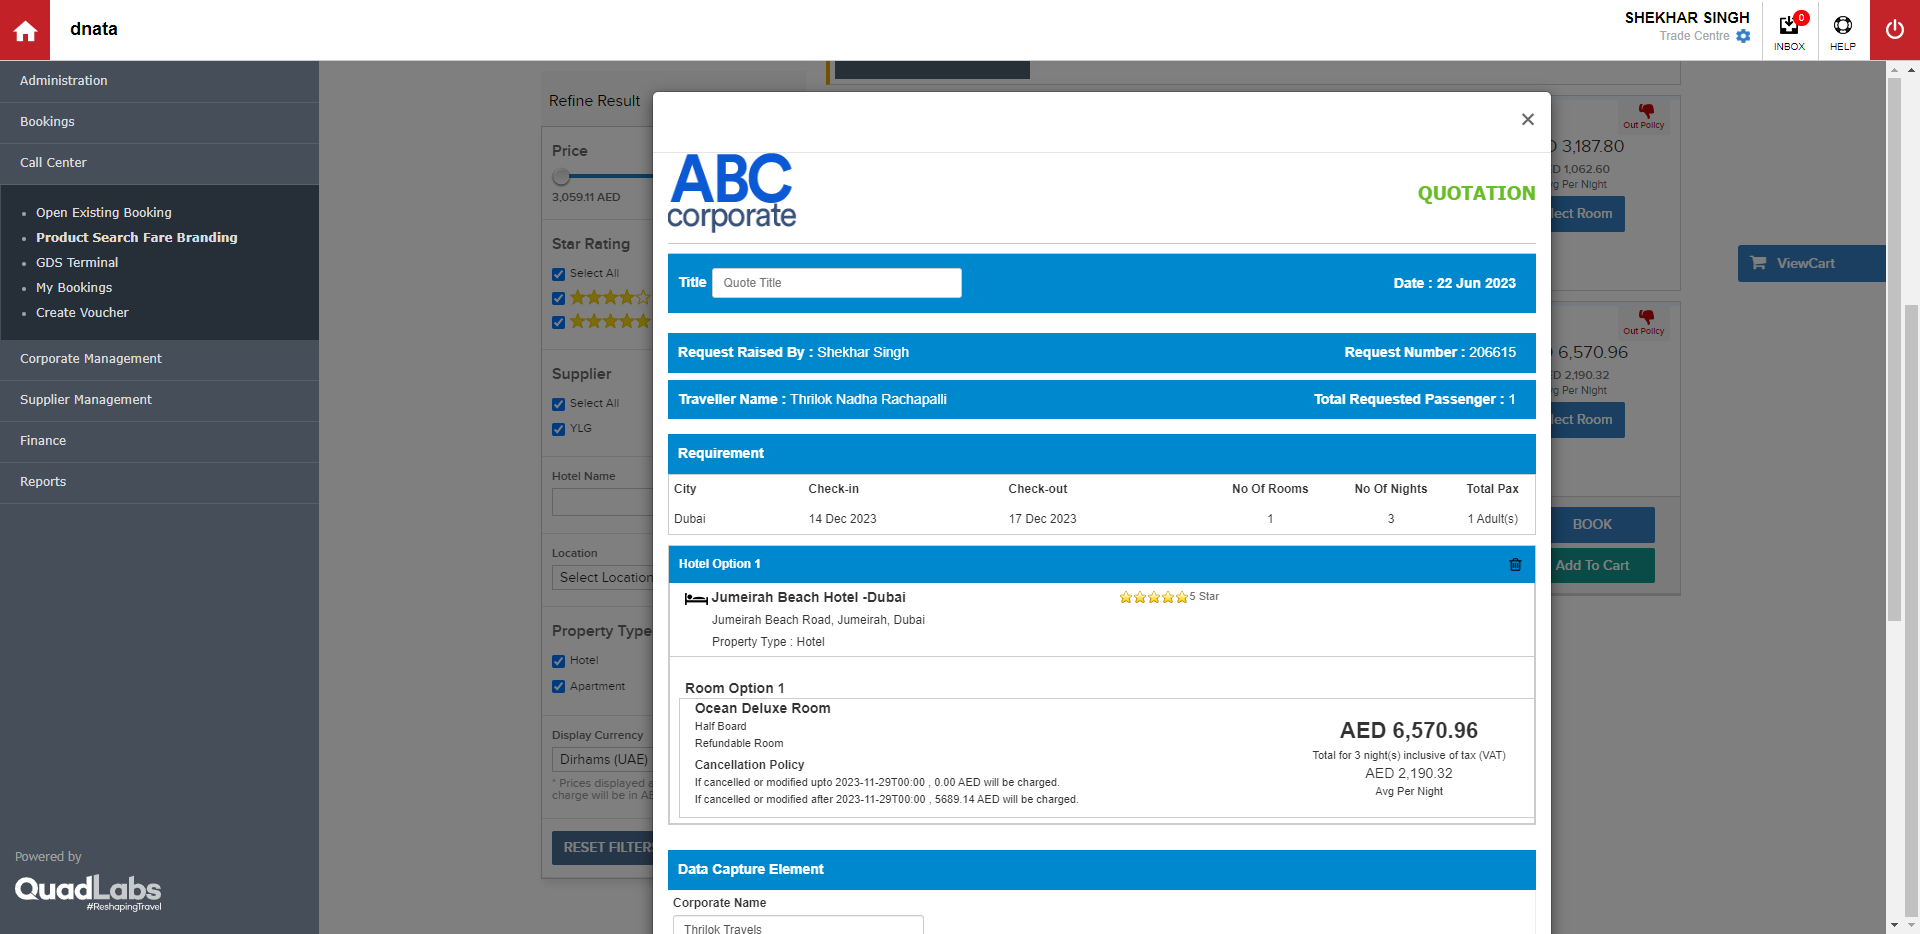 dnata
SHEKHAR SINGH
Trade Centre
0
INBOX
HELP
Administration
Bookings
Call Center
Open Existing Booking
Product Search Fare Branding
GDS Terminal
My Bookings
Create Voucher
Corporate Management
Supplier Management
Finance
Reports
Powered by
QuadLabs
#ReshapingTravel
Refine Result
Price
3,059.11 AED
Star Rating
Select All
Supplier
Select All
YLG
Hotel Name
Location
Select Location
Property Type
Hotel
Apartment
Display Currency
Dirhams (UAE)
* Prices displayed
charge will be in
RESET FILTERS
×
ABC
corporate
QUOTATION
Title
Quote Title
Date : 22 Jun 2023
Request Raised By : Shekhar Singh
Request Number : 206615
Traveller Name : Thrilok Nadha Rachapalli
Total Requested Passenger : 1
Requirement
City Check-in Check-out No Of Rooms No Of Nights Total Pax
Dubai 14 Dec 2023 17 Dec 2023 1 3 1 Adult(s)
Hotel Option 1
Jumeirah Beach Hotel -Dubai
5 Star
Jumeirah Beach Road, Jumeirah, Dubai
Property Type : Hotel
Room Option 1
Ocean Deluxe Room
Half Board
Refundable Room
Cancellation Policy
If cancelled or modified upto 2023-11-29T00:00 , 0.00 AED will be charged.
If cancelled or modified after 2023-11-29T00:00 , 5689.14 AED will be charged.
AED 6,570.96
Total for 3 night(s) inclusive of tax (VAT)
AED 2,190.32
Avg Per Night
Data Capture Element
Corporate Name
Thrilok Travels
Out Policy
3,187.80
1,062.60
Per Night
Room
Out Policy
6,570.96
2,190.32
Per Night
Room
BOOK
Add To Cart
ViewCart